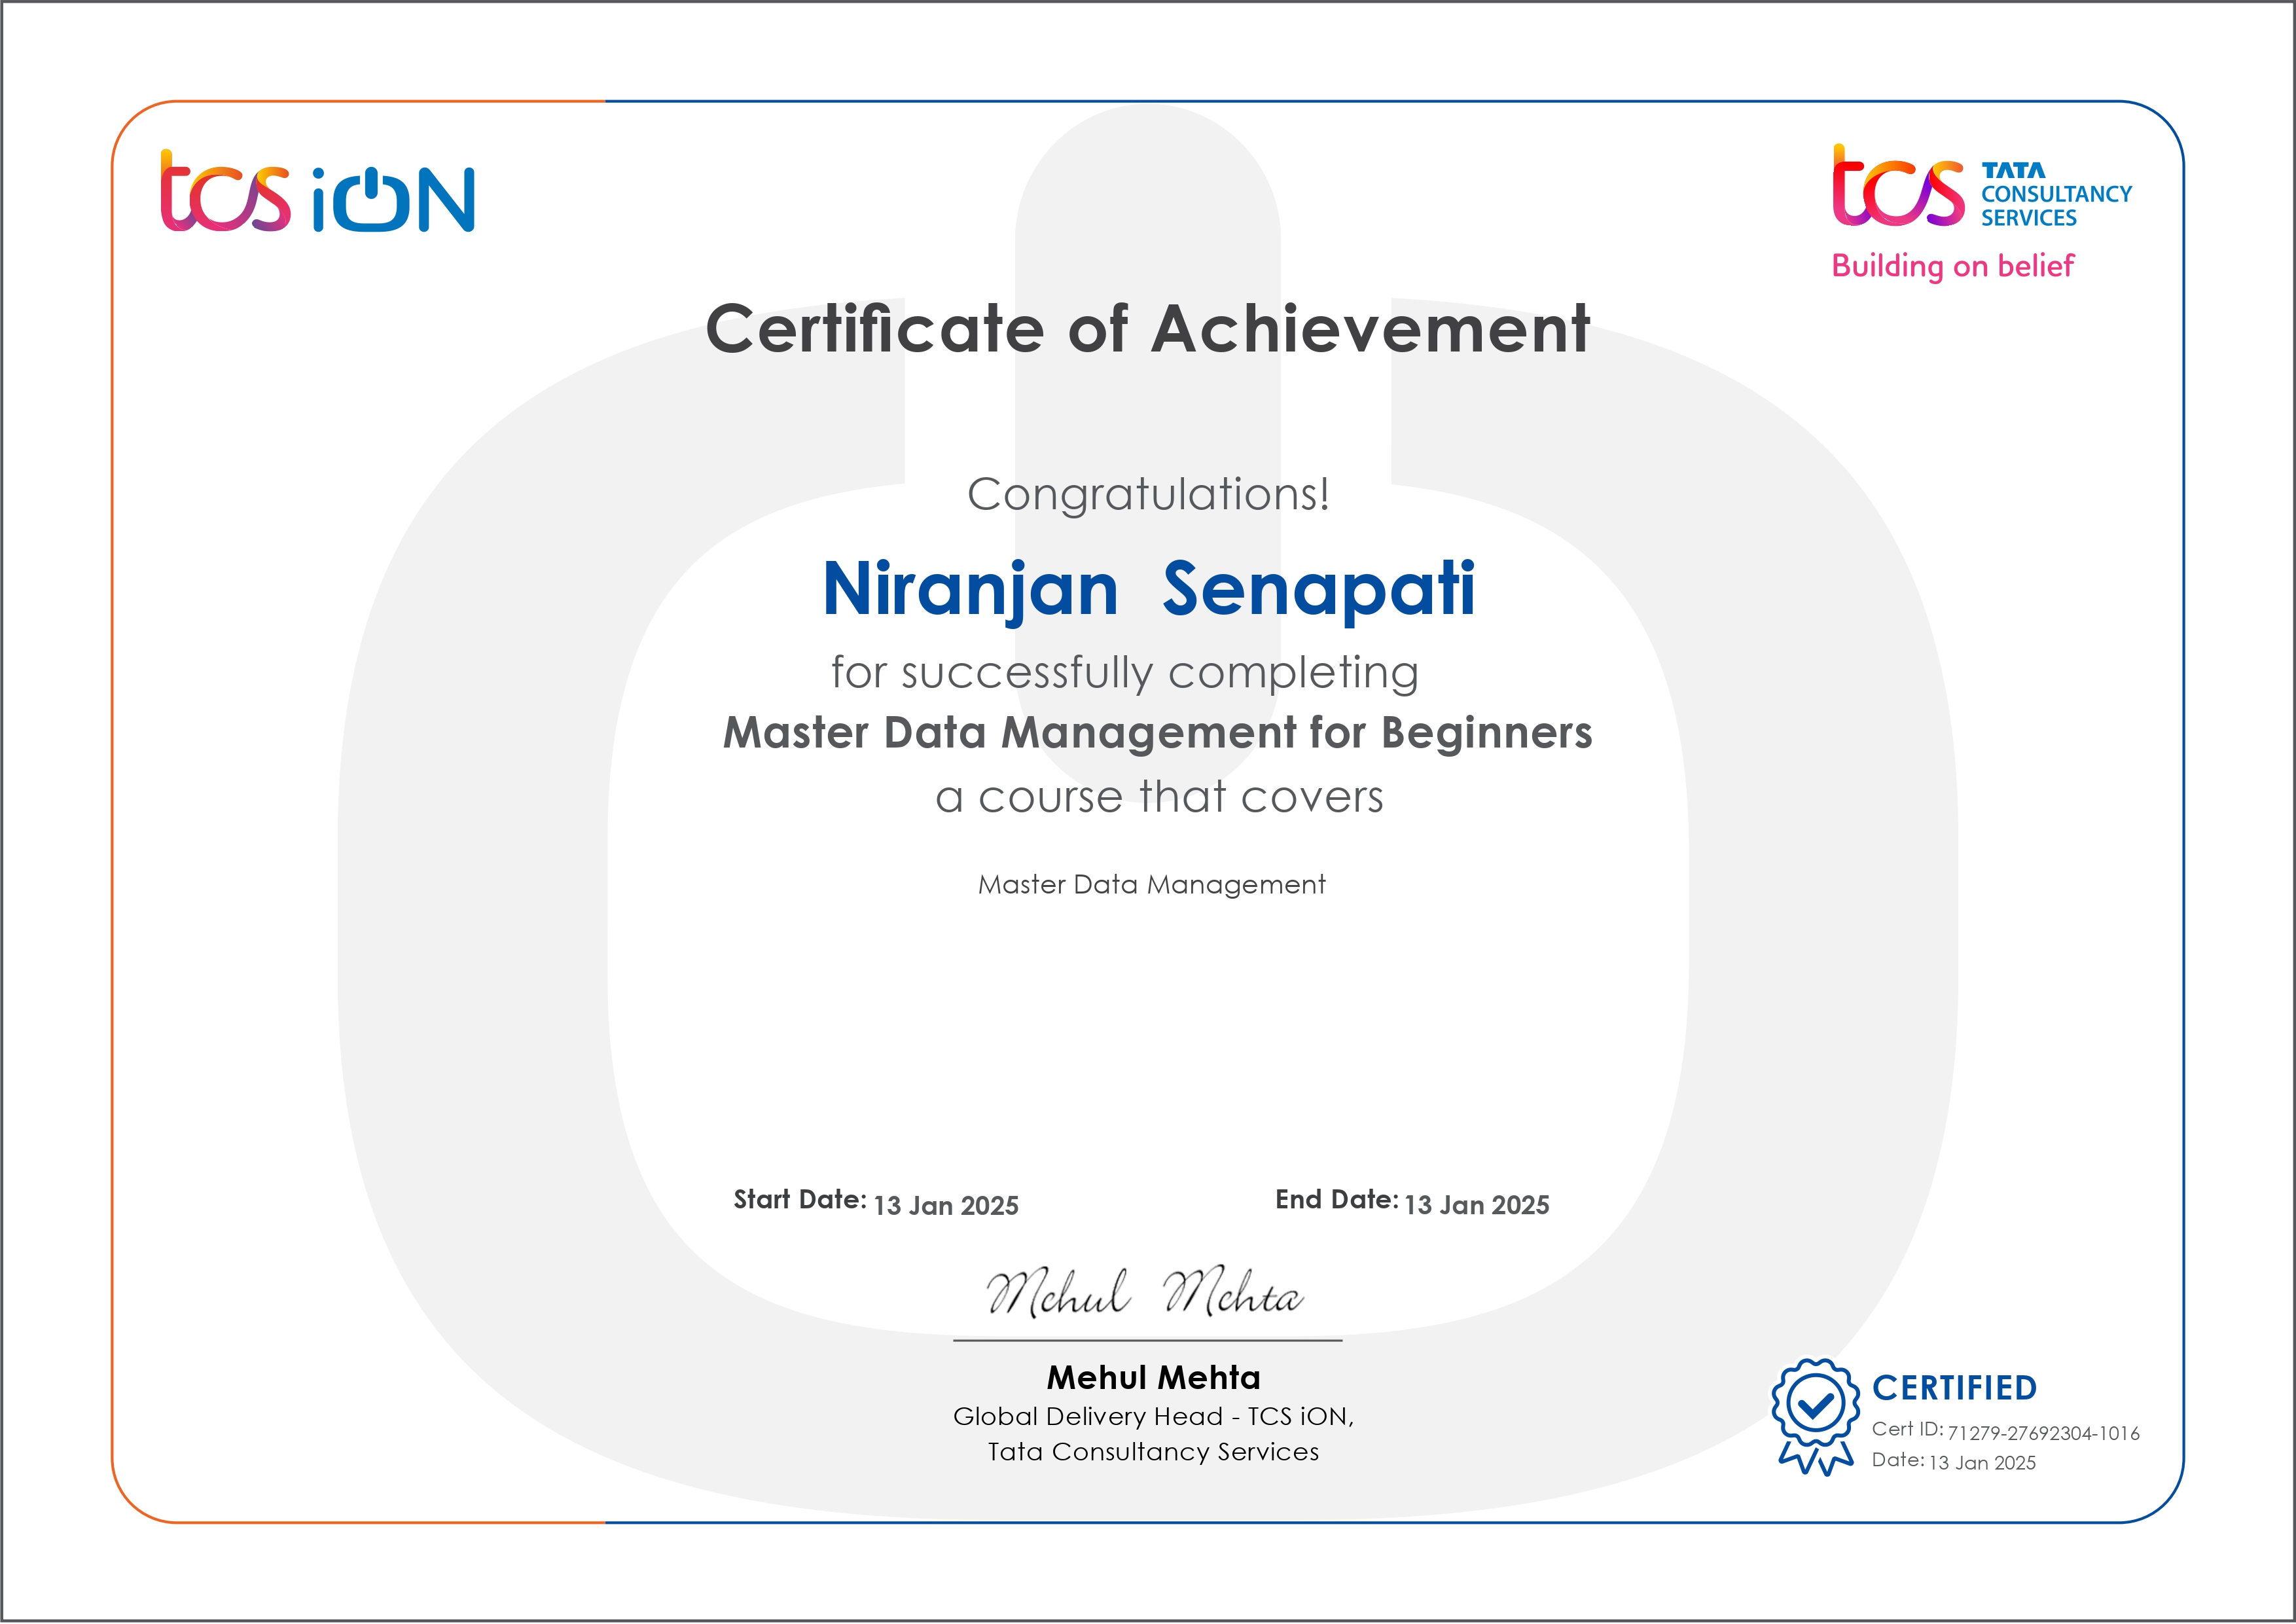 tcs iON
tcs TATA
CONSULTANCY
SERVICES
Building on belief
Certificate of Achievement
Congratulations!
Niranjan Senapati
for successfully completing
Master Data Management for Beginners
a course that covers
Master Data Management
Start Date: 13 Jan 2025 End Date: 13 Jan 2025
Mehul Mehta
Mehul Mehta
Global Delivery Head - TCS iON,
Tata Consultancy Services
CERTIFIED
Cert ID: 71279-27692304-1016
Date: 13 Jan 2025